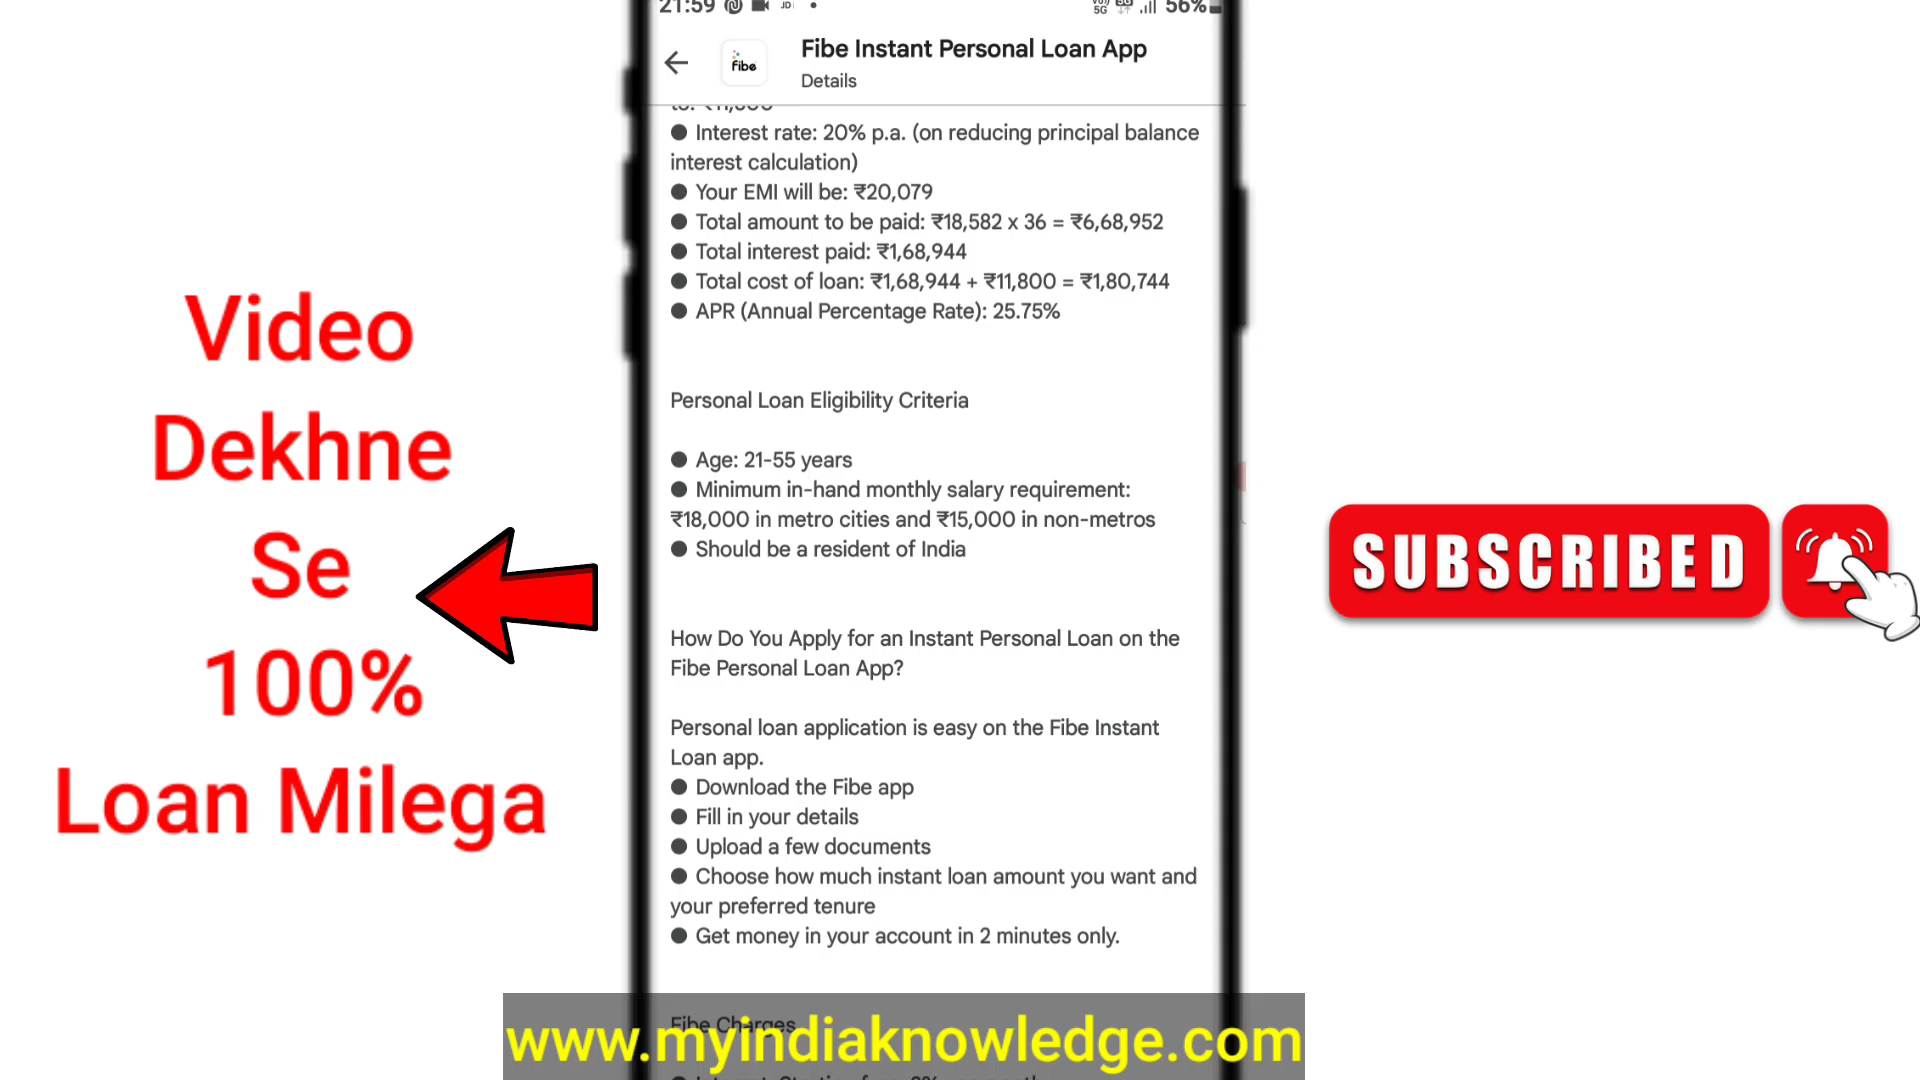 21:59
56%
Fibe Instant Personal Loan App
fibe
Details
● Interest rate: 20% p.a. (on reducing principal balance
interest calculation)
● Your EMI will be: ₹20,079
● Total amount to be paid: ₹18,582 x 36 = ₹6,68,952
● Total interest paid: ₹1,68,944
● Total cost of loan: ₹1,68,944 + ₹11,800 = ₹1,80,744
● APR (Annual Percentage Rate): 25.75%
Personal Loan Eligibility Criteria
● Age: 21-55 years
● Minimum in-hand monthly salary requirement:
₹18,000 in metro cities and ₹15,000 in non-metros
● Should be a resident of India
How Do You Apply for an Instant Personal Loan on the
Fibe Personal Loan App?
Personal loan application is easy on the Fibe Instant
Loan app.
● Download the Fibe app
● Fill in your details
● Upload a few documents
● Choose how much instant loan amount you want and
your preferred tenure
● Get money in your account in 2 minutes only.
Fibe Charges
www.myindiaknowledge.com
Video
Dekhne
Se
100%
Loan Milega
SUBSCRIBED